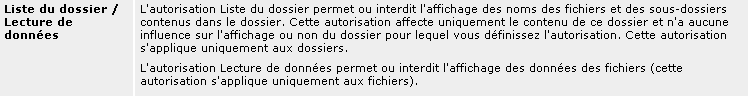 Liste du dossier /
Lecture de
données
L'autorisation Liste du dossier permet ou interdit l'affichage des noms des fichiers et des sous-dossiers
contenus dans le dossier. Cette autorisation affecte uniquement le contenu de ce dossier et n'a aucune
influence sur l'affichage ou non du dossier pour lequel vous définissez l'autorisation. Cette autorisation
s'applique uniquement aux dossiers.
L'autorisation Lecture de données permet ou interdit l'affichage des données des fichiers (cette
autorisation s'applique uniquement aux fichiers).